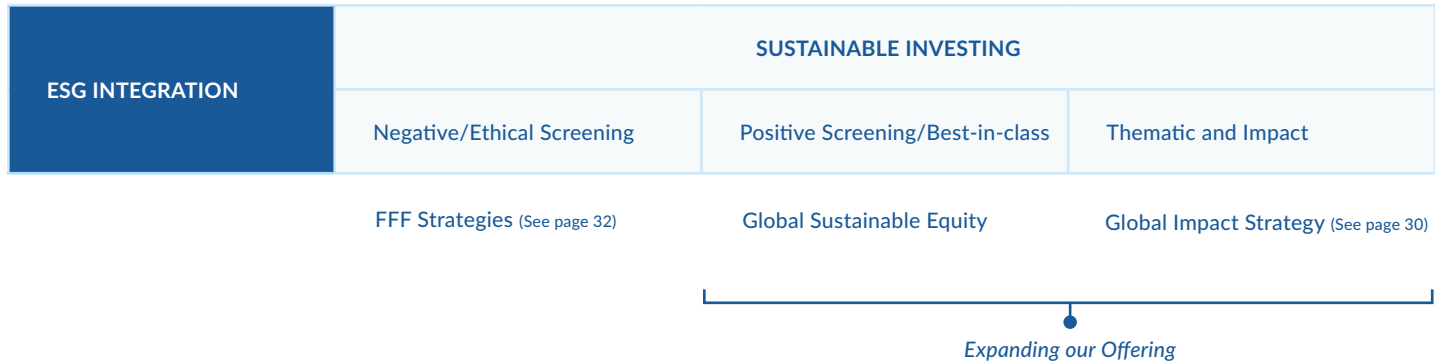 SUSTAINABLE INVESTING
ESG INTEGRATION
Negative/Ethical Screening
Positive Screening/Best-in-class
Thematic and Impact
FFF Strategies (See page 32)
Global Sustainable Equity
Global Impact Strategy (See page 30)
Expanding our Offering